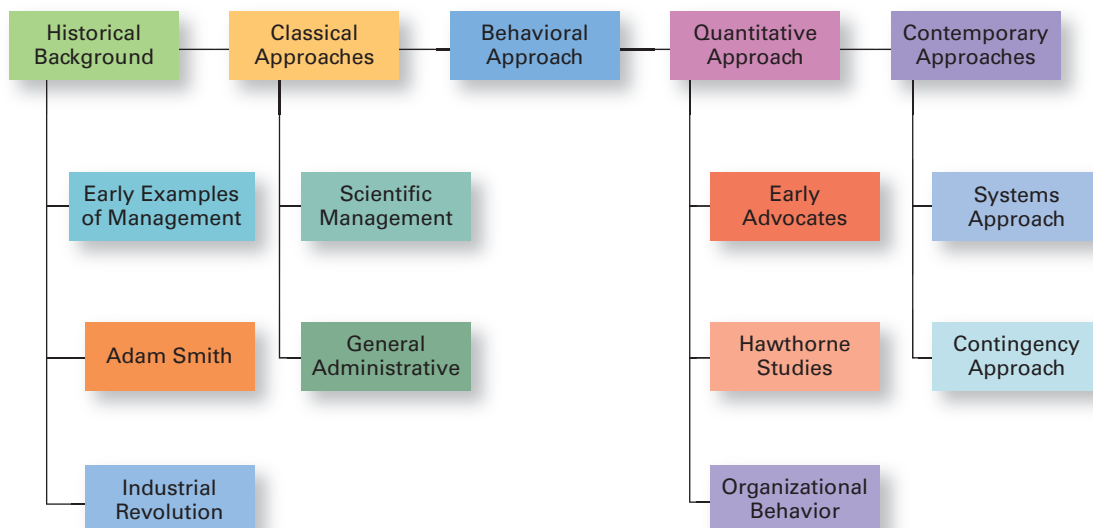 Historical
Background
Classical
Approaches
Behavioral
Approach
Quantitative
Approach
Contemporary
Approaches
Early Examples
of Management
Scientific
Management
Early
Advocates
Systems
Approach
Adam Smith
General
Administrative
Hawthorne
Studies
Contingency
Approach
Industrial
Revolution
Organizational
Behavior